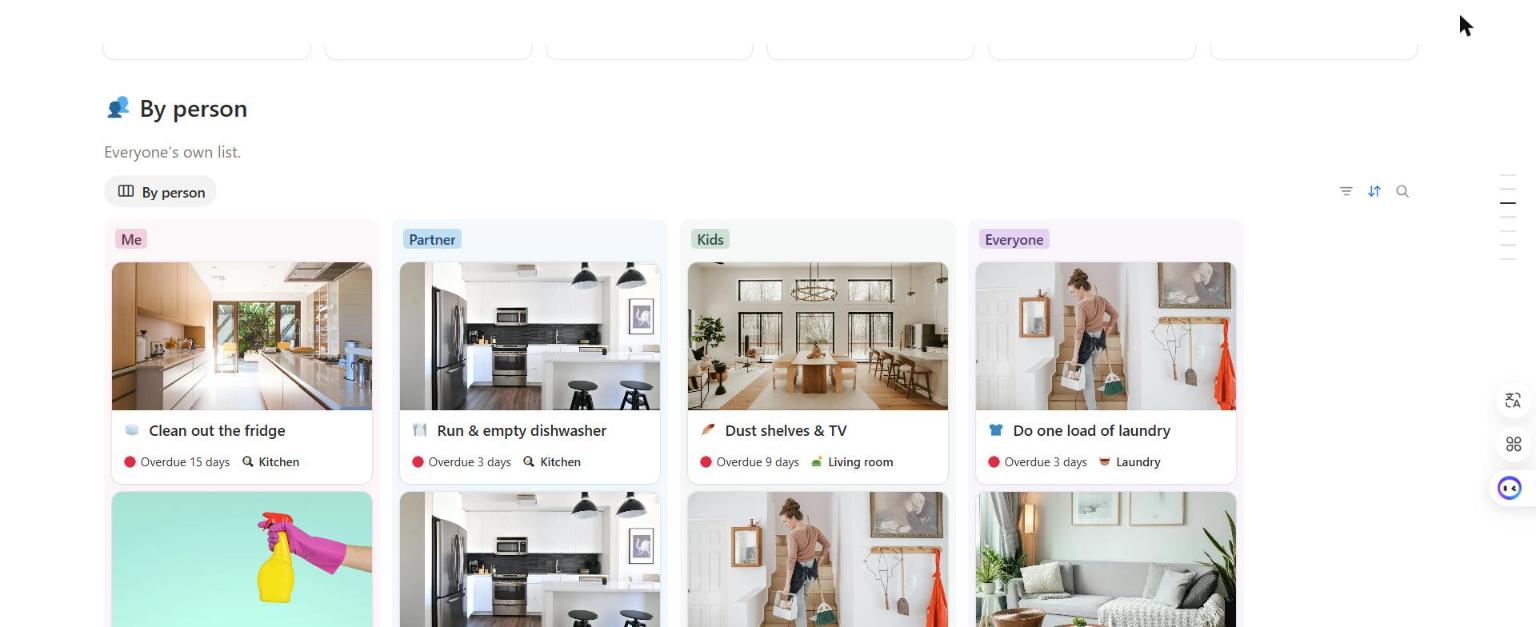 By person
Everyone's own list.
By person
Me
Partner
Kids
Everyone
Clean out the fridge
Overdue 15 days Kitchen
Run & empty dishwasher
Overdue 3 days Kitchen
Dust shelves & TV
Overdue 9 days Living room
Do one load of laundry
Overdue 3 days Laundry